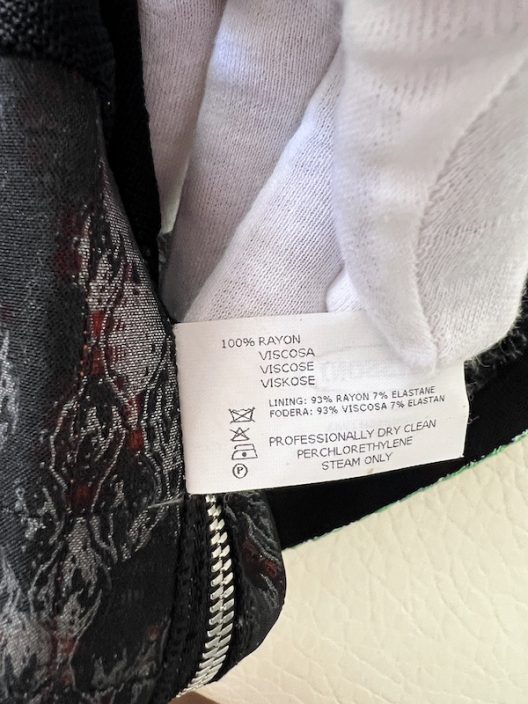 100% RAYON
VISCOSA
VISCOSE
VISKOSE
LINING: 93% RAYON 7% ELASTANE
FODERA: 93% VISCOSA 7% ELASTAN
PROFESSIONALLY DRY CLEAN
PERCHLORETHYLENE
STEAM ONLY
P